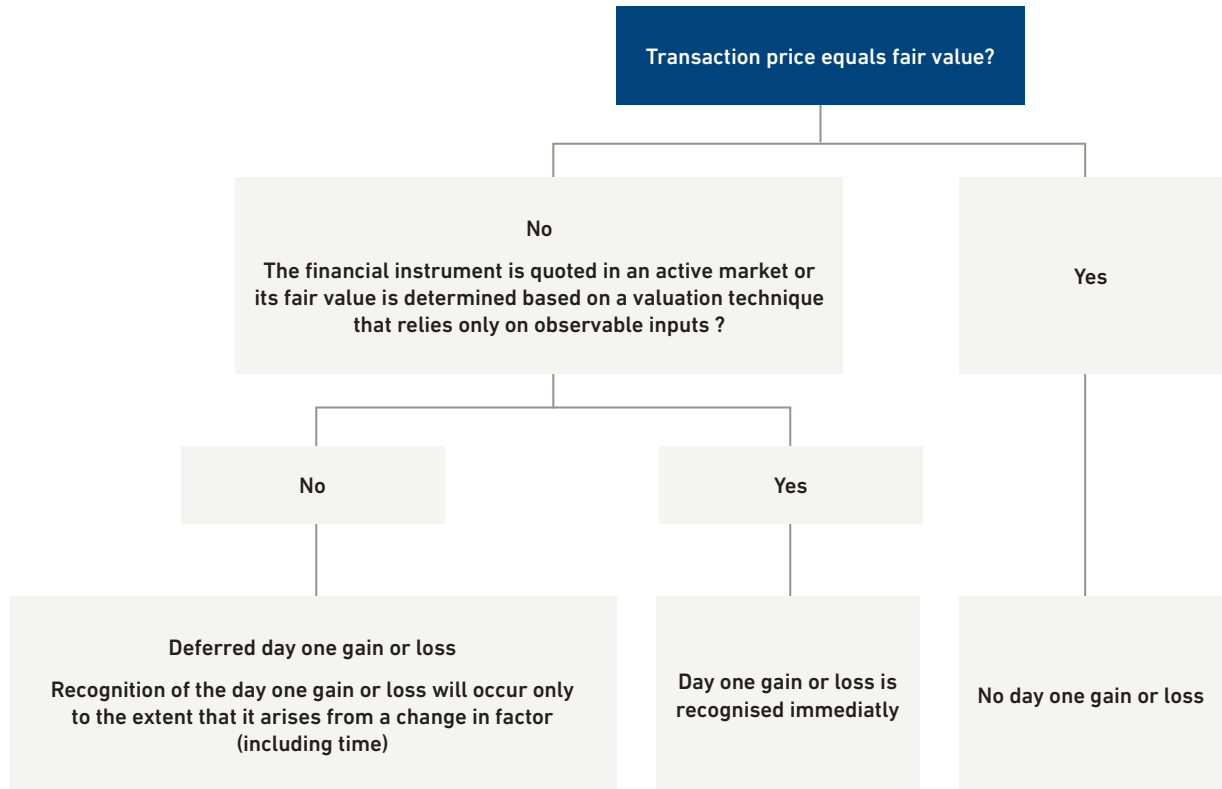 Transaction price equals fair value?
No
The financial instrument is quoted in an active market or
its fair value is determined based on a valuation technique
that relies only on observable inputs ?
Yes
No
Yes
Deferred day one gain or loss
Recognition of the day one gain or loss will occur only
to the extent that it arises from a change in factor
(including time)
Day one gain or loss is
recognised immediatly
No day one gain or loss